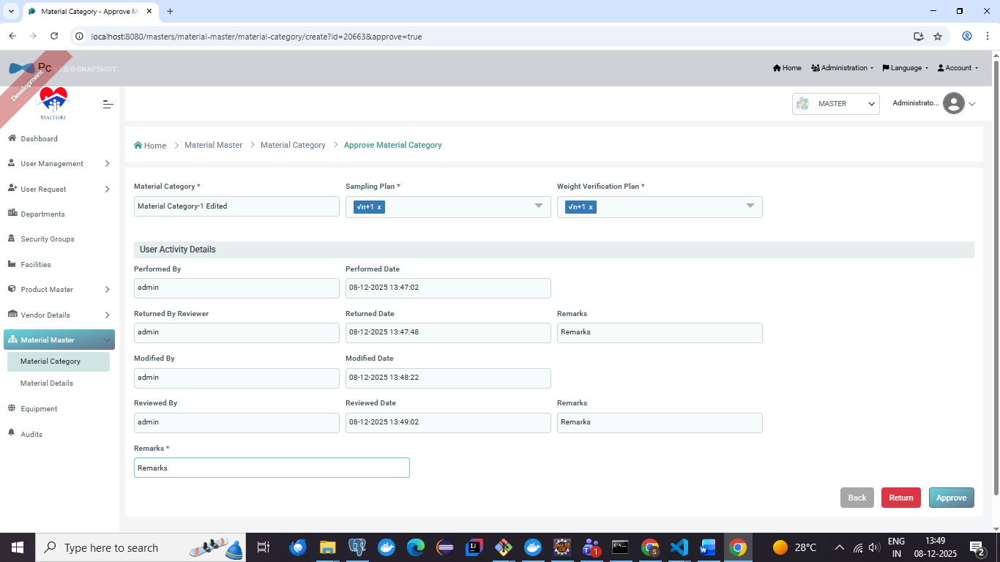 Material Category - Approve M
localhost:8080/masters/material-master/material-category/create?id=20663&approve=true
Pc v1.0.0-SNAPSHOT
Development
Home
Administration
Language
Account
MAITHRI
MASTER
Administrato...
Dashboard
User Management
User Request
Departments
Security Groups
Facilities
Product Master
Vendor Details
Material Master
Material Category
Material Details
Equipment
Audits
Home
Material Master
Material Category
Approve Material Category
Material Category *
Sampling Plan *
Weight Verification Plan *
Material Category-1 Edited
√n+1 x
√n+1 x
User Activity Details
Performed By
Performed Date
admin
08-12-2025 13:47:02
Returned By Reviewer
Returned Date
Remarks
admin
08-12-2025 13:47:48
Remarks
Modified By
Modified Date
admin
08-12-2025 13:48:22
Reviewed By
Reviewed Date
Remarks
admin
08-12-2025 13:49:02
Remarks
Remarks *
Remarks
Back
Return
Approve
Type here to search
28°C
ENG
IN
13:49
08-12-2025